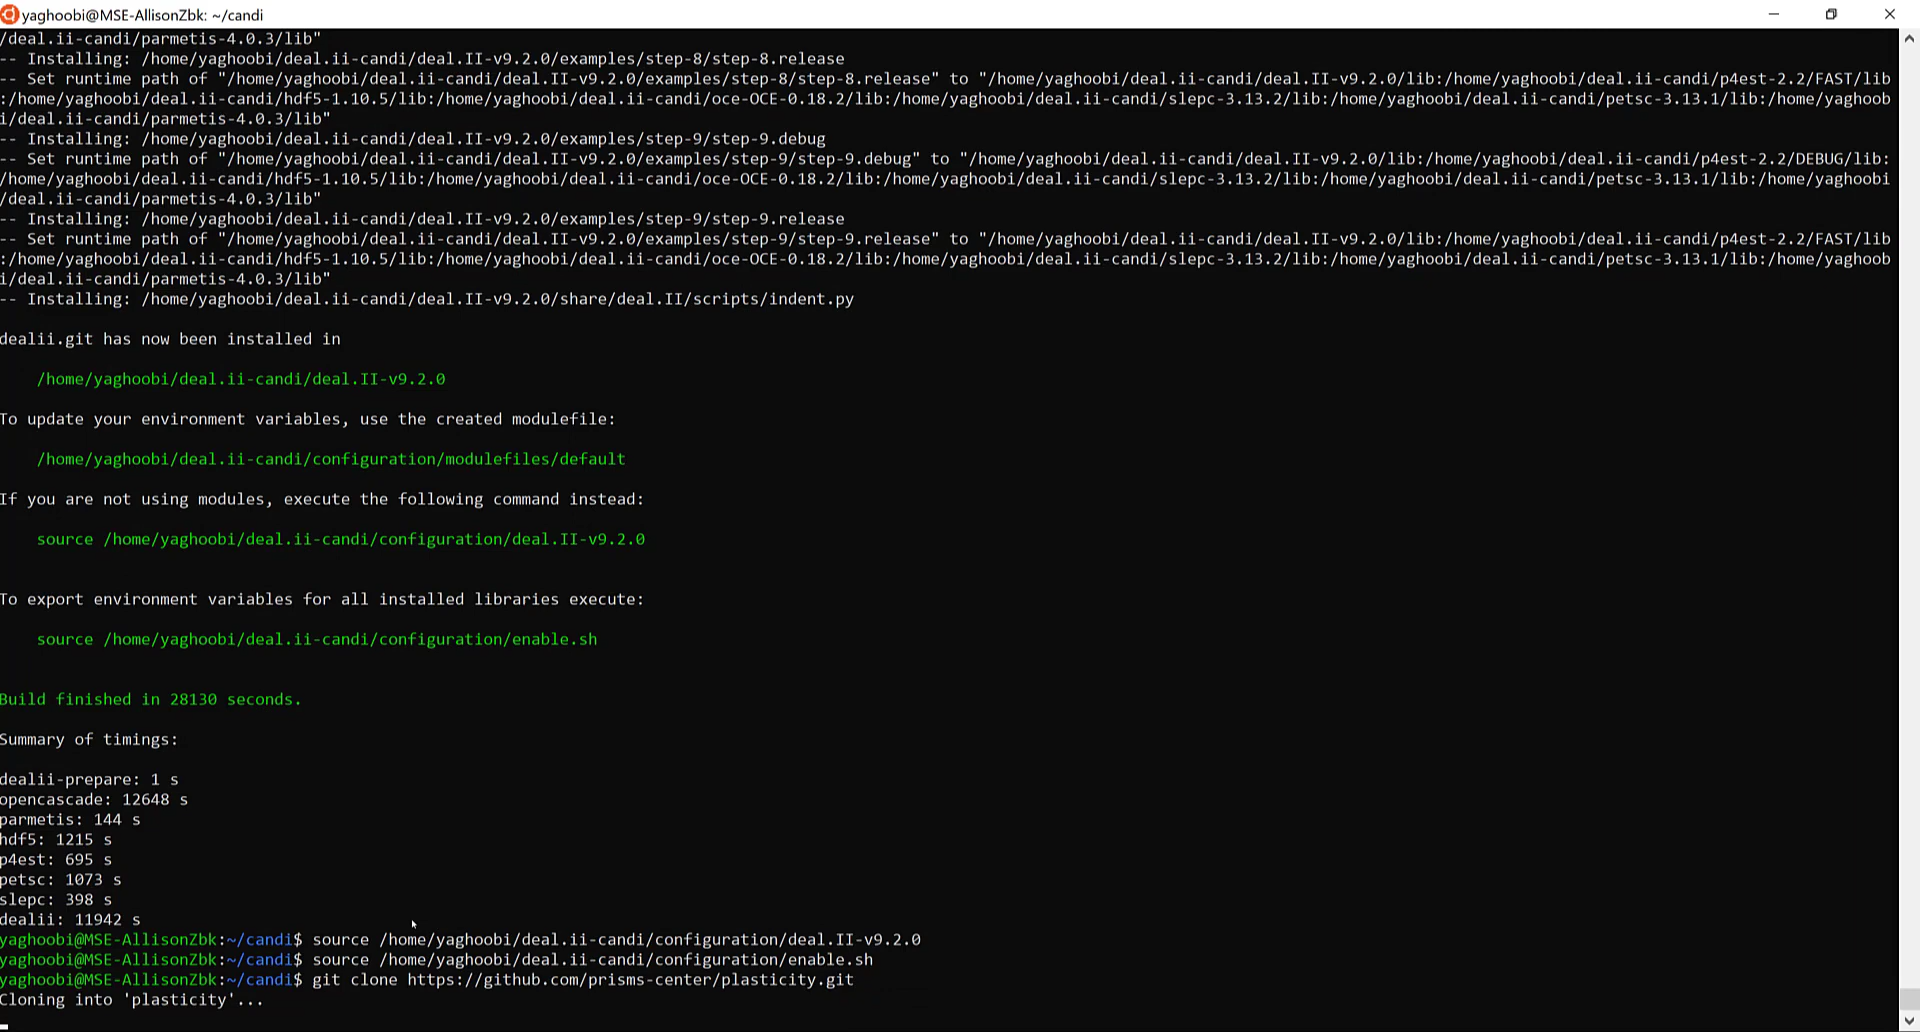 yaghoobi@MSE-AllisonZbk: ~/candi
/deal.ii-candi/parmetis-4.0.3/lib"
-- Installing: /home/yaghoobi/deal.ii-candi/deal.II-v9.2.0/examples/step-8/step-8.release
-- Set runtime path of "/home/yaghoobi/deal.ii-candi/deal.II-v9.2.0/examples/step-8/step-8.release" to "/home/yaghoobi/deal.ii-candi/deal.II-v9.2.0/lib:/home/yaghoobi/deal.ii-candi/p4est-2.2/FAST/lib
:/home/yaghoobi/deal.ii-candi/hdf5-1.10.5/lib:/home/yaghoobi/deal.ii-candi/oce-OCE-0.18.2/lib:/home/yaghoobi/deal.ii-candi/slepc-3.13.2/lib:/home/yaghoobi/deal.ii-candi/petsc-3.13.1/lib:/home/yaghoob
i/deal.ii-candi/parmetis-4.0.3/lib"
-- Installing: /home/yaghoobi/deal.ii-candi/deal.II-v9.2.0/examples/step-9/step-9.debug
-- Set runtime path of "/home/yaghoobi/deal.ii-candi/deal.II-v9.2.0/examples/step-9/step-9.debug" to "/home/yaghoobi/deal.ii-candi/deal.II-v9.2.0/lib:/home/yaghoobi/deal.ii-candi/p4est-2.2/DEBUG/lib:
/home/yaghoobi/deal.ii-candi/hdf5-1.10.5/lib:/home/yaghoobi/deal.ii-candi/oce-OCE-0.18.2/lib:/home/yaghoobi/deal.ii-candi/slepc-3.13.2/lib:/home/yaghoobi/deal.ii-candi/petsc-3.13.1/lib:/home/yaghoobi
/deal.ii-candi/parmetis-4.0.3/lib"
-- Installing: /home/yaghoobi/deal.ii-candi/deal.II-v9.2.0/examples/step-9/step-9.release
-- Set runtime path of "/home/yaghoobi/deal.ii-candi/deal.II-v9.2.0/examples/step-9/step-9.release" to "/home/yaghoobi/deal.ii-candi/deal.II-v9.2.0/lib:/home/yaghoobi/deal.ii-candi/p4est-2.2/FAST/lib
:/home/yaghoobi/deal.ii-candi/hdf5-1.10.5/lib:/home/yaghoobi/deal.ii-candi/oce-OCE-0.18.2/lib:/home/yaghoobi/deal.ii-candi/slepc-3.13.2/lib:/home/yaghoobi/deal.ii-candi/petsc-3.13.1/lib:/home/yaghoob
i/deal.ii-candi/parmetis-4.0.3/lib"
-- Installing: /home/yaghoobi/deal.ii-candi/deal.II-v9.2.0/share/deal.II/scripts/indent.py
dealii.git has now been installed in
/home/yaghoobi/deal.ii-candi/deal.II-v9.2.0
To update your environment variables, use the created modulefile:
/home/yaghoobi/deal.ii-candi/configuration/modulefiles/default
If you are not using modules, execute the following command instead:
source /home/yaghoobi/deal.ii-candi/configuration/deal.II-v9.2.0
To export environment variables for all installed libraries execute:
source /home/yaghoobi/deal.ii-candi/configuration/enable.sh
Build finished in 28130 seconds.
Summary of timings:
dealii-prepare: 1 s
opencascade: 12648 s
parmetis: 144 s
hdf5: 1215 s
p4est: 695 s
petsc: 1073 s
slepc: 398 s
dealii: 11942 s
yaghoobi@MSE-AllisonZbk:~/candi$ source /home/yaghoobi/deal.ii-candi/configuration/deal.II-v9.2.0
yaghoobi@MSE-AllisonZbk:~/candi$ source /home/yaghoobi/deal.ii-candi/configuration/enable.sh
yaghoobi@MSE-AllisonZbk:~/candi$ git clone https://github.com/prisms-center/plasticity.git
Cloning into 'plasticity'...